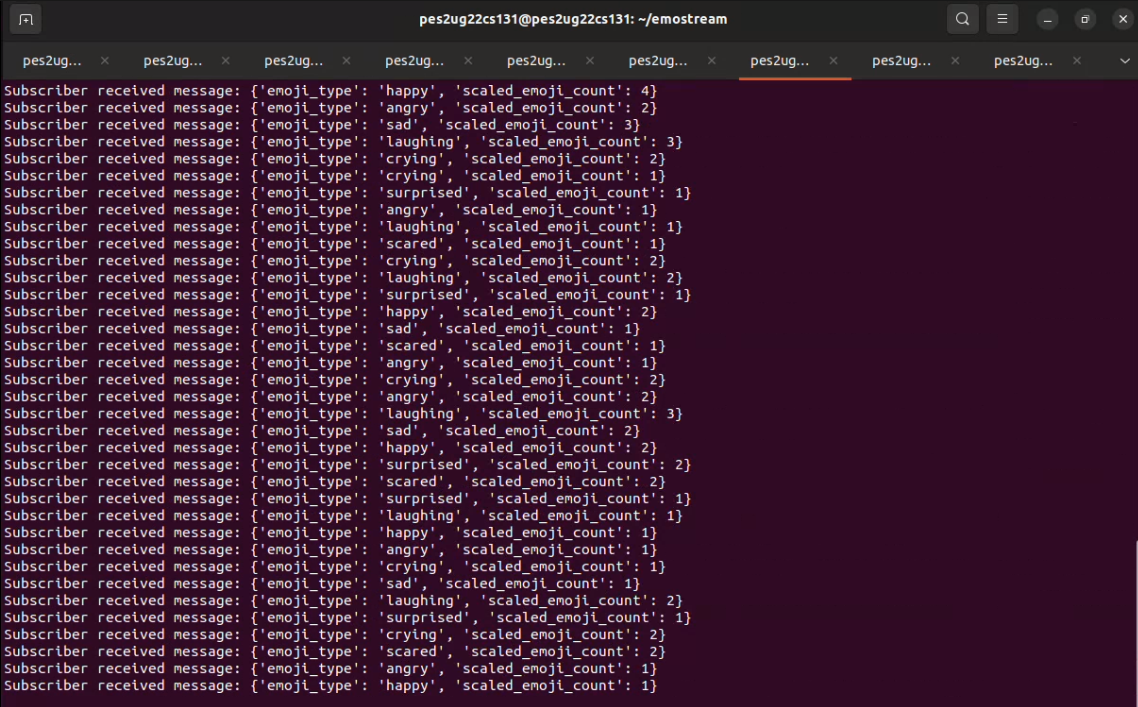 pes2ug22cs131@pes2ug22cs131: ~/emostream
pes2ug... pes2ug... pes2ug... pes2ug... pes2ug... pes2ug... pes2ug... pes2ug... pes2ug...
Subscriber received message: {'emoji_type': 'happy', 'scaled_emoji_count': 4}
Subscriber received message: {'emoji_type': 'angry', 'scaled_emoji_count': 2}
Subscriber received message: {'emoji_type': 'sad', 'scaled_emoji_count': 3}
Subscriber received message: {'emoji_type': 'laughing', 'scaled_emoji_count': 3}
Subscriber received message: {'emoji_type': 'crying', 'scaled_emoji_count': 2}
Subscriber received message: {'emoji_type': 'crying', 'scaled_emoji_count': 1}
Subscriber received message: {'emoji_type': 'surprised', 'scaled_emoji_count': 1}
Subscriber received message: {'emoji_type': 'angry', 'scaled_emoji_count': 1}
Subscriber received message: {'emoji_type': 'laughing', 'scaled_emoji_count': 1}
Subscriber received message: {'emoji_type': 'scared', 'scaled_emoji_count': 1}
Subscriber received message: {'emoji_type': 'crying', 'scaled_emoji_count': 2}
Subscriber received message: {'emoji_type': 'laughing', 'scaled_emoji_count': 2}
Subscriber received message: {'emoji_type': 'surprised', 'scaled_emoji_count': 1}
Subscriber received message: {'emoji_type': 'happy', 'scaled_emoji_count': 2}
Subscriber received message: {'emoji_type': 'sad', 'scaled_emoji_count': 1}
Subscriber received message: {'emoji_type': 'scared', 'scaled_emoji_count': 1}
Subscriber received message: {'emoji_type': 'angry', 'scaled_emoji_count': 1}
Subscriber received message: {'emoji_type': 'crying', 'scaled_emoji_count': 2}
Subscriber received message: {'emoji_type': 'angry', 'scaled_emoji_count': 2}
Subscriber received message: {'emoji_type': 'laughing', 'scaled_emoji_count': 3}
Subscriber received message: {'emoji_type': 'sad', 'scaled_emoji_count': 2}
Subscriber received message: {'emoji_type': 'happy', 'scaled_emoji_count': 2}
Subscriber received message: {'emoji_type': 'surprised', 'scaled_emoji_count': 2}
Subscriber received message: {'emoji_type': 'scared', 'scaled_emoji_count': 2}
Subscriber received message: {'emoji_type': 'surprised', 'scaled_emoji_count': 1}
Subscriber received message: {'emoji_type': 'laughing', 'scaled_emoji_count': 1}
Subscriber received message: {'emoji_type': 'happy', 'scaled_emoji_count': 1}
Subscriber received message: {'emoji_type': 'angry', 'scaled_emoji_count': 1}
Subscriber received message: {'emoji_type': 'crying', 'scaled_emoji_count': 1}
Subscriber received message: {'emoji_type': 'sad', 'scaled_emoji_count': 1}
Subscriber received message: {'emoji_type': 'laughing', 'scaled_emoji_count': 2}
Subscriber received message: {'emoji_type': 'surprised', 'scaled_emoji_count': 1}
Subscriber received message: {'emoji_type': 'crying', 'scaled_emoji_count': 2}
Subscriber received message: {'emoji_type': 'scared', 'scaled_emoji_count': 2}
Subscriber received message: {'emoji_type': 'angry', 'scaled_emoji_count': 1}
Subscriber received message: {'emoji_type': 'happy', 'scaled_emoji_count': 1}